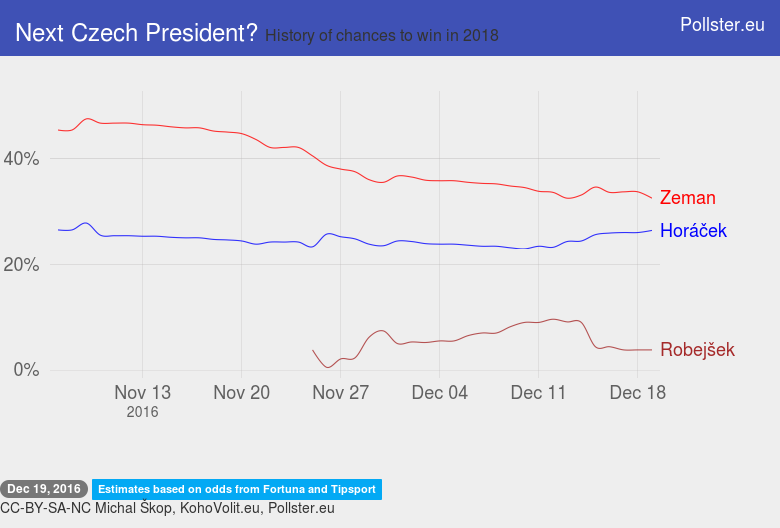 Next Czech President? History of chances to win in 2018
Pollster.eu
40%
20%
0%
Zeman
Horáček
Robejšek
Nov 13 Nov 20 Nov 27 Dec 04 Dec 11 Dec 18
2016
Dec 19, 2016 Estimates based on odds from Fortuna and Tipsport
CC-BY-SA-NC Michal Škop, KohoVolit.eu, Pollster.eu